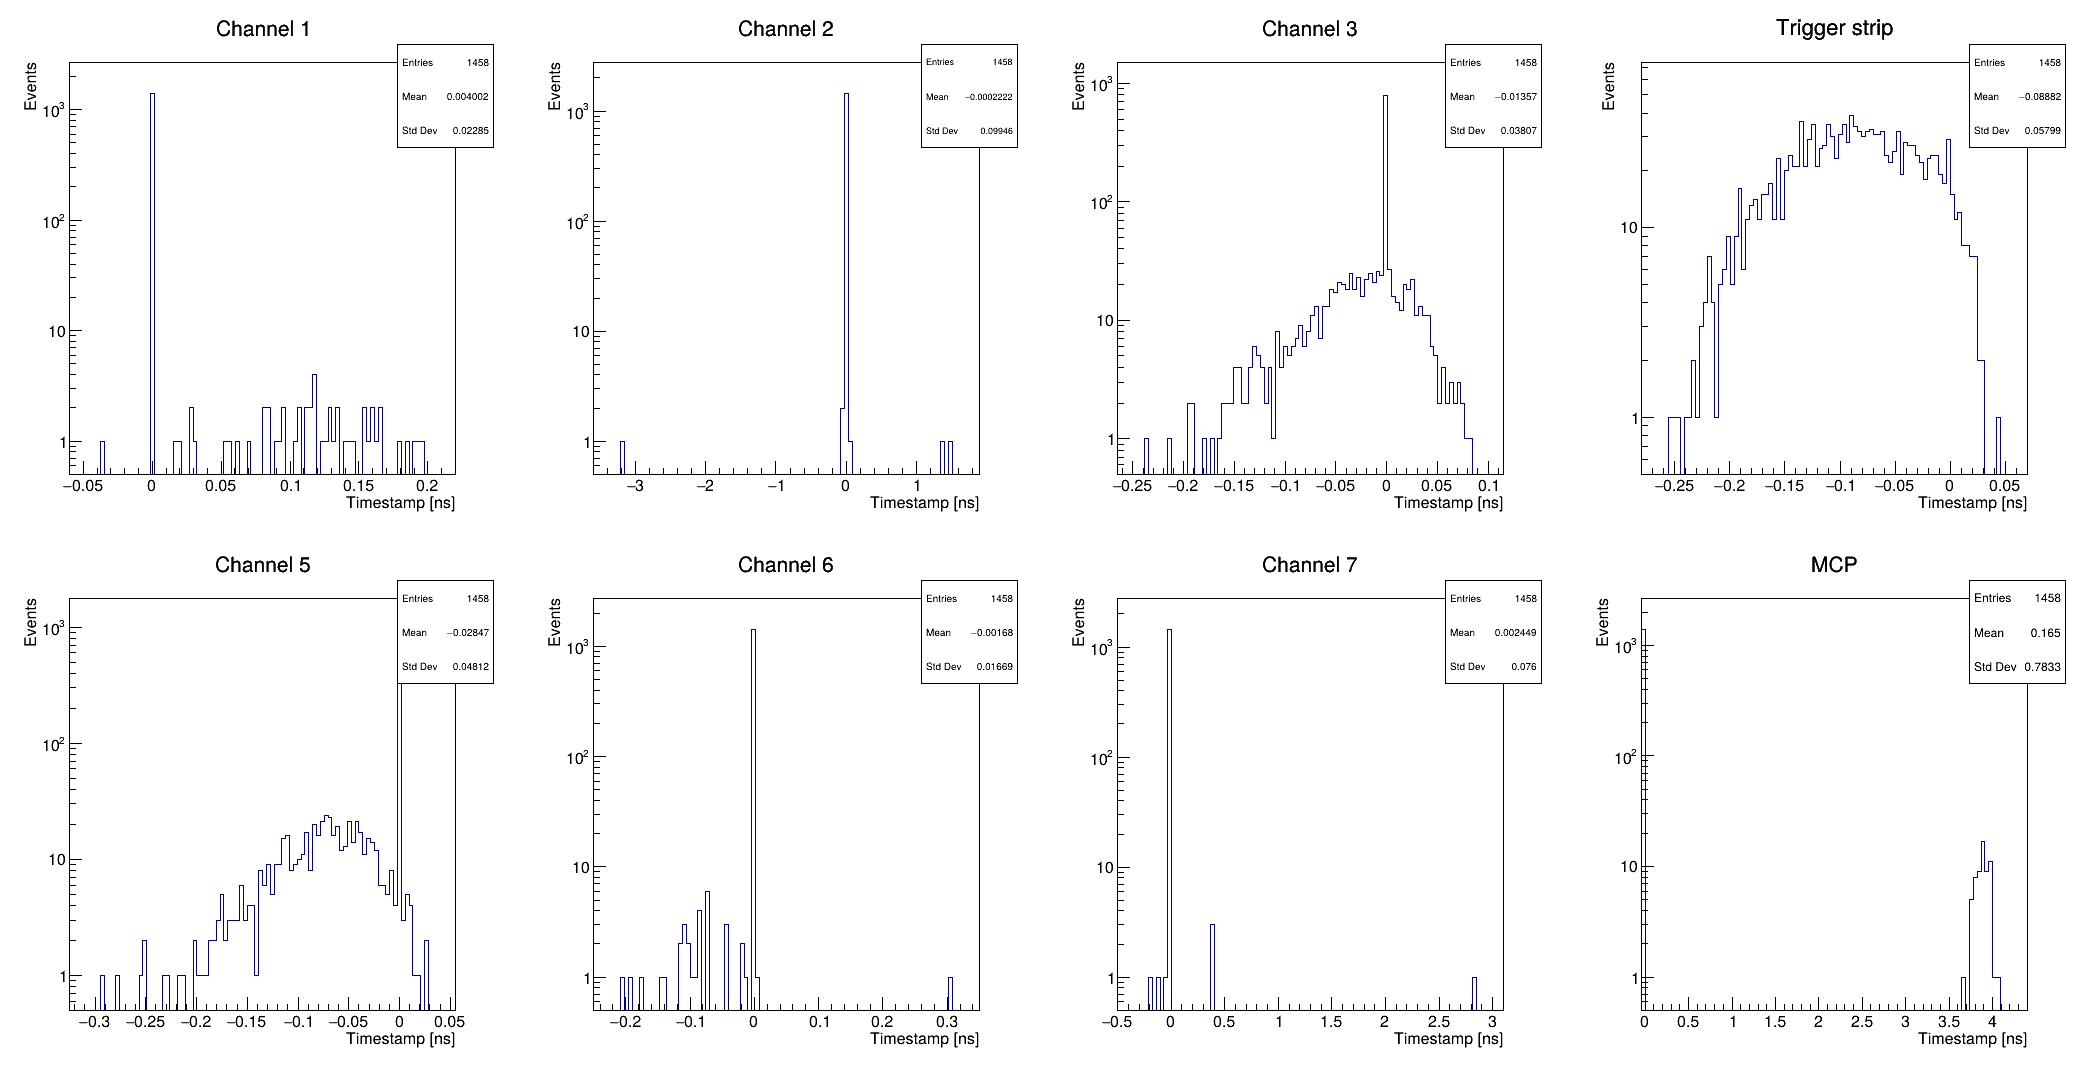 Channel 1
Events
Entries 1458
Mean 0.004002
Std Dev 0.02285
10³
10²
10
1
−0.05 0 0.05 0.1 0.15 0.2
Timestamp [ns]
Channel 2
Events
Entries 1458
Mean −0.0002222
Std Dev 0.09946
10³
10²
10
1
−3 −2 −1 0 1
Timestamp [ns]
Channel 3
Events
Entries 1458
Mean −0.01357
Std Dev 0.03807
10³
10²
10
1
−0.25 −0.2 −0.15 −0.1 −0.05 0 0.05 0.1
Timestamp [ns]
Trigger strip
Events
Entries 1458
Mean −0.08882
Std Dev 0.05799
10
1
−0.25 −0.2 −0.15 −0.1 −0.05 0 0.05
Timestamp [ns]
Channel 5
Events
Entries 1458
Mean −0.02847
Std Dev 0.04812
10³
10²
10
1
−0.3 −0.25 −0.2 −0.15 −0.1 −0.05 0 0.05
Timestamp [ns]
Channel 6
Events
Entries 1458
Mean −0.00168
Std Dev 0.01669
10³
10²
10
1
−0.2 −0.1 0 0.1 0.2 0.3
Timestamp [ns]
Channel 7
Events
Entries 1458
Mean 0.002449
Std Dev 0.076
10³
10²
10
1
−0.5 0 0.5 1 1.5 2 2.5 3
Timestamp [ns]
MCP
Events
Entries 1458
Mean 0.165
Std Dev 0.7833
10³
10²
10
1
0 0.5 1 1.5 2 2.5 3 3.5 4
Timestamp [ns]